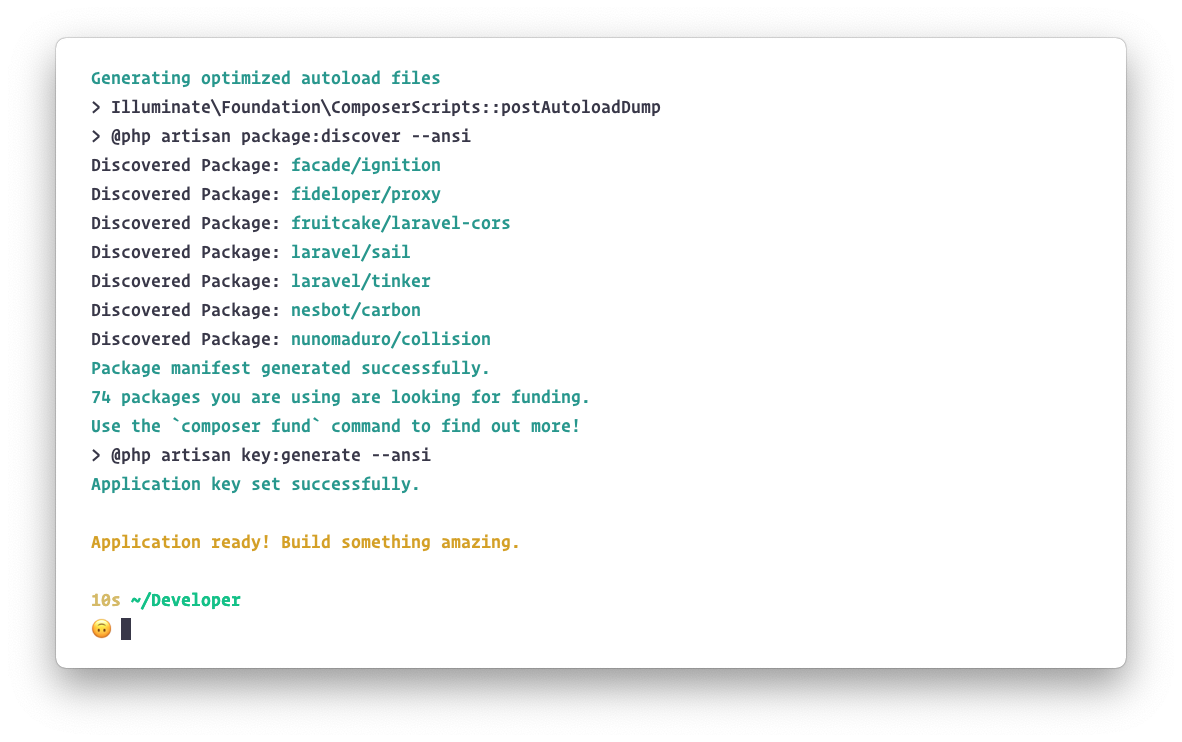 Generating optimized autoload files
> Illuminate\Foundation\ComposerScripts::postAutoloadDump
> @php artisan package:discover --ansi
Discovered Package: facade/ignition
Discovered Package: fideloper/proxy
Discovered Package: fruitcake/laravel-cors
Discovered Package: laravel/sail
Discovered Package: laravel/tinker
Discovered Package: nesbot/carbon
Discovered Package: nunomaduro/collision
Package manifest generated successfully.
74 packages you are using are looking for funding.
Use the `composer fund` command to find out more!
> @php artisan key:generate --ansi
Application key set successfully.
Application ready! Build something amazing.
10s ~/Developer
🙃